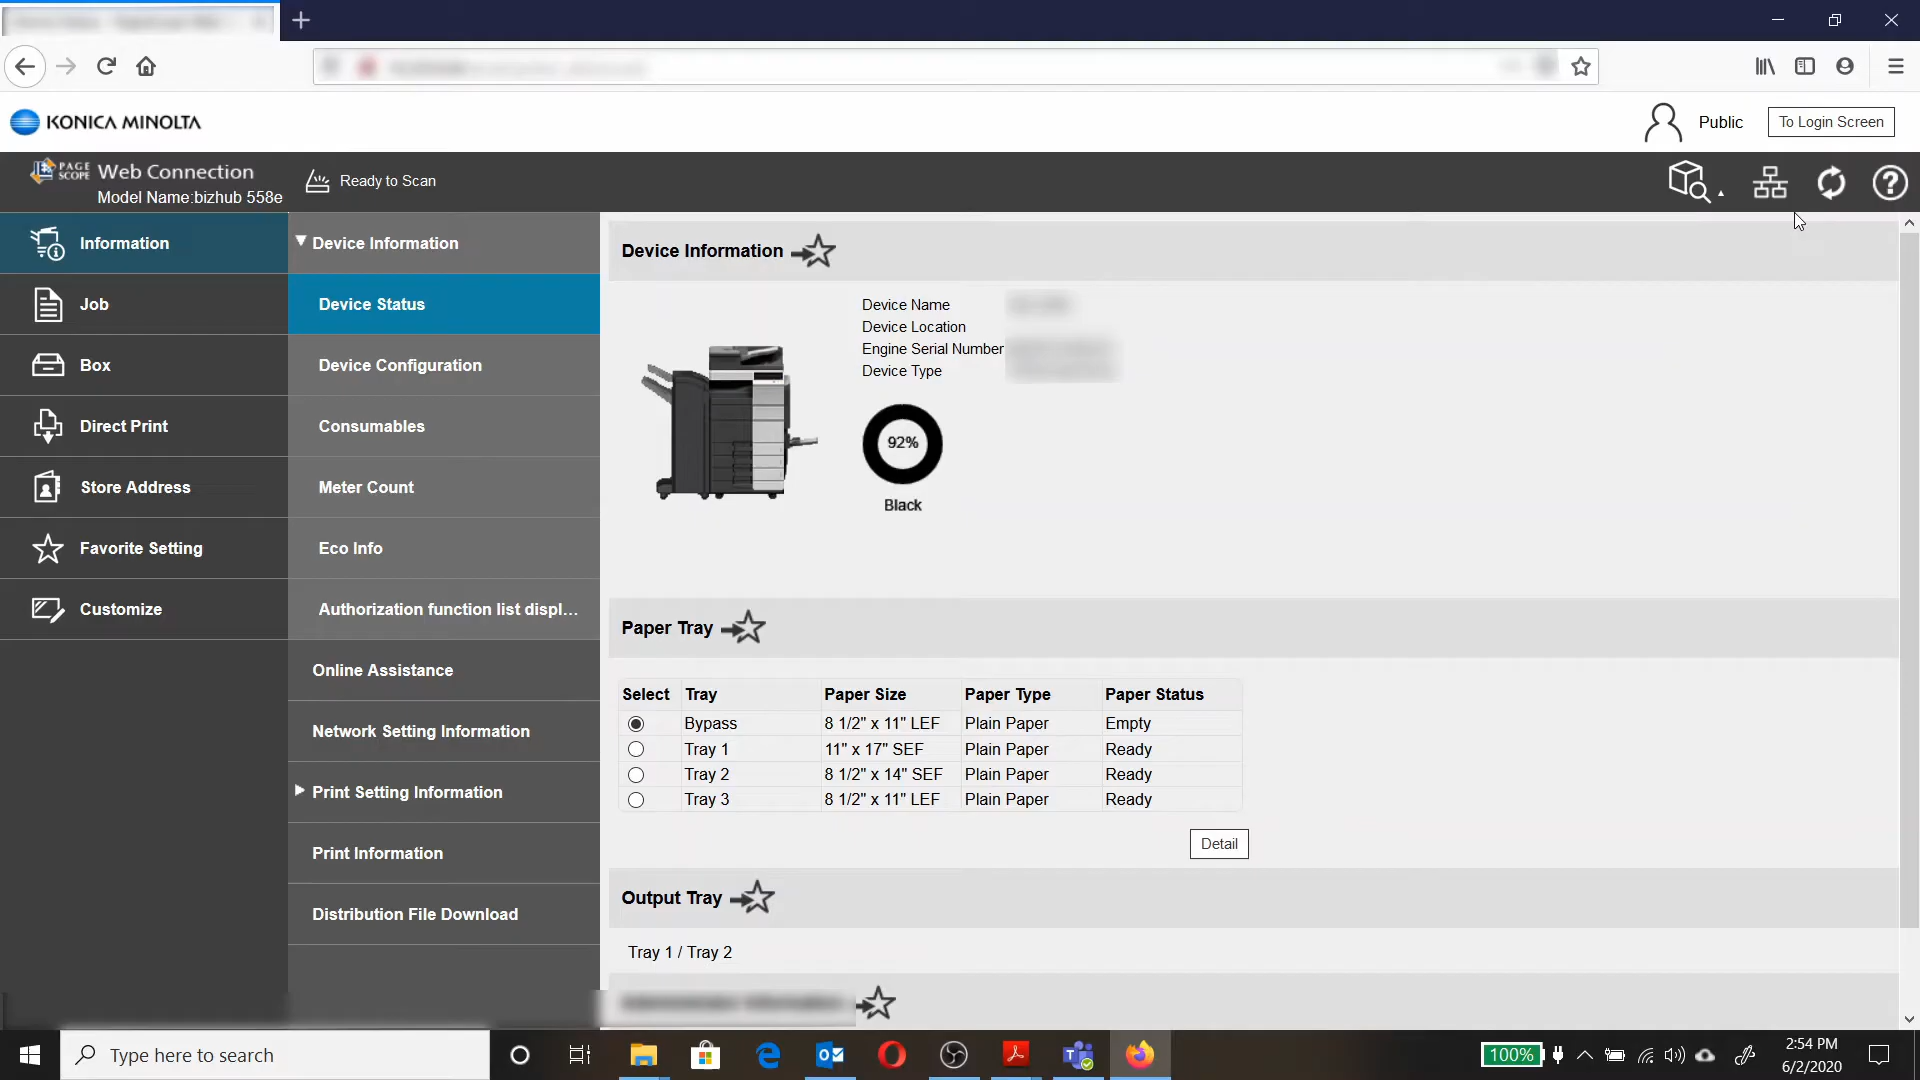 KONICA MINOLTA
Public
To Login Screen
PAGE SCOPE Web Connection
Model Name:bizhub 558e
Ready to Scan
Information
Job
Box
Direct Print
Store Address
Favorite Setting
Customize
Device Information
Device Status
Device Configuration
Consumables
Meter Count
Eco Info
Authorization function list displ...
Online Assistance
Network Setting Information
Print Setting Information
Print Information
Distribution File Download
Device Information
Device Name
Device Location
Engine Serial Number
Device Type
92%
Black
Paper Tray
Select Tray Paper Size Paper Type Paper Status
Bypass 8 1/2" x 11" LEF Plain Paper Empty
Tray 1 11" x 17" SEF Plain Paper Ready
Tray 2 8 1/2" x 14" SEF Plain Paper Ready
Tray 3 8 1/2" x 11" LEF Plain Paper Ready
Detail
Output Tray
Tray 1 / Tray 2
Type here to search
100%
2:54 PM
6/2/2020